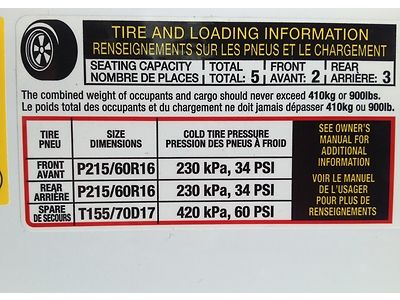 TIRE AND LOADING INFORMATION
RENSEIGNEMENTS SUR LES PNEUS ET LE CHARGEMENT
SEATING CAPACITY TOTAL FRONT REAR
NOMBRE DE PLACES TOTAL: 5 AVANT: 2 ARRIÈRE: 3
The combined weight of occupants and cargo should never exceed 410kg or 900lbs.
Le poids total des occupants et du chargement ne doit jamais dépasser 410kg ou 900lb.
TIRE SIZE COLD TIRE PRESSURE
PNEU DIMENSIONS PRESSION DES PNEUS À FROID
FRONT
AVANT P215/60R16 230 kPa, 34 PSI
REAR
ARRIÈRE P215/60R16 230 kPa, 34 PSI
SPARE
DE SECOURS T155/70D17 420 kPa, 60 PSI
SEE OWNER'S
MANUAL FOR
ADDITIONAL
INFORMATION
VOIR LE MANUEL
DE L'USAGER
POUR PLUS DE
RENSEIGNEMENTS